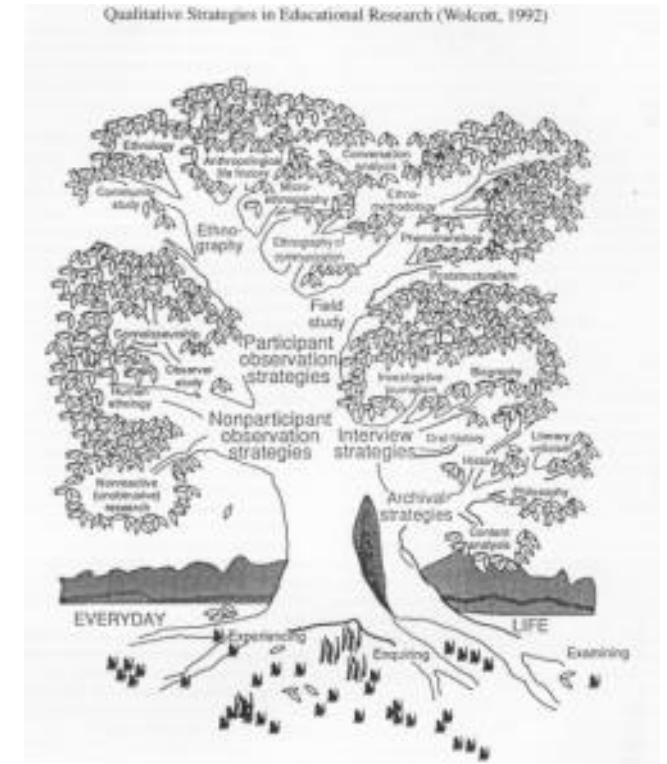 Qualitative Strategies in Educational Research (Wolcott, 1992)
Ethnology
Anthropological
life history
Conversation
analysis
Community
study
Micro-
ethnography
Ethno-
methodology
Ethno-
graphy
Ethnography of
communication
Phenomenology
Poststructuralism
Field
study
Connoisseurship
Participant
observation
strategies
Observer
study
Investigative
Biography
Human
ethology
Nonparticipant
observation
strategies
Interview
strategies
Oral history
Literary
criticism
History
Nonreactive
(unobtrusive)
research
Archival
strategies
Philosophy
Content
analysis
EVERYDAY
LIFE
Experiencing
Enquiring
Examining